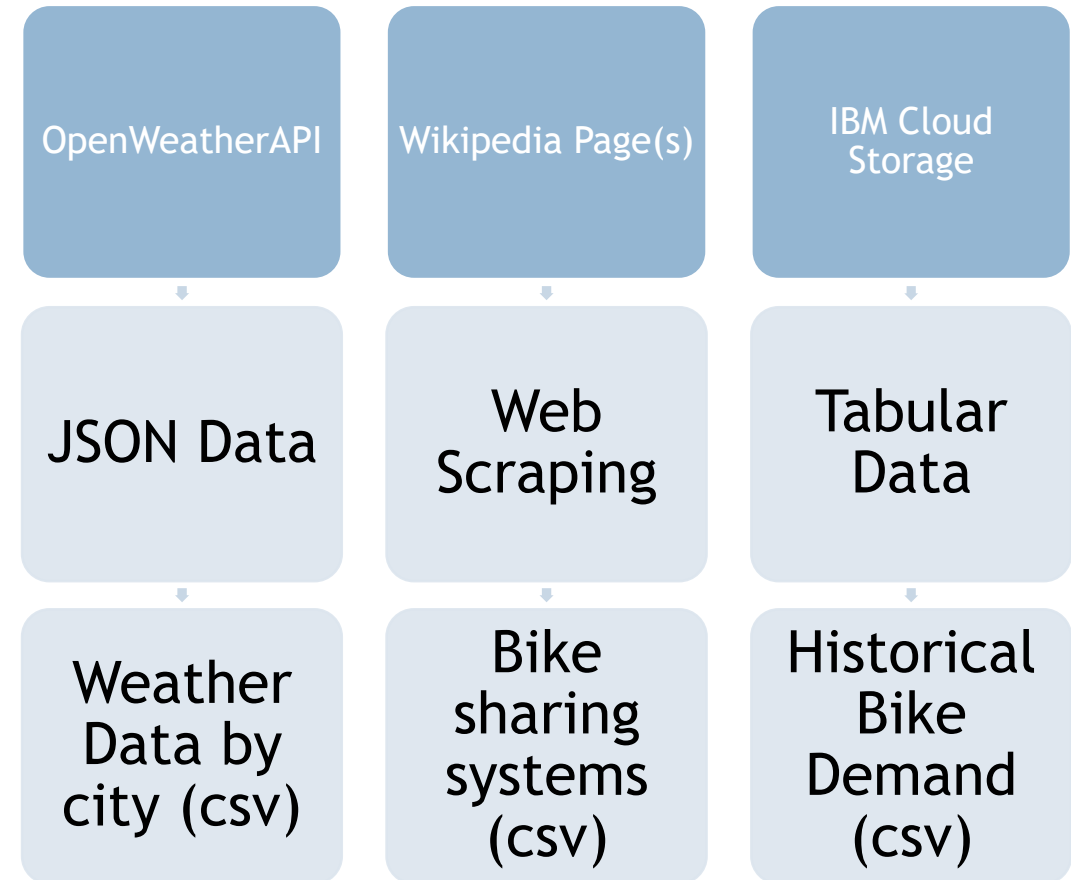 OpenWeatherAPI
Wikipedia Page(s)
IBM Cloud
Storage
JSON Data
Web
Scraping
Tabular
Data
Weather
Data by
city (csv)
Bike
sharing
systems
(csv)
Historical
Bike
Demand
(csv)